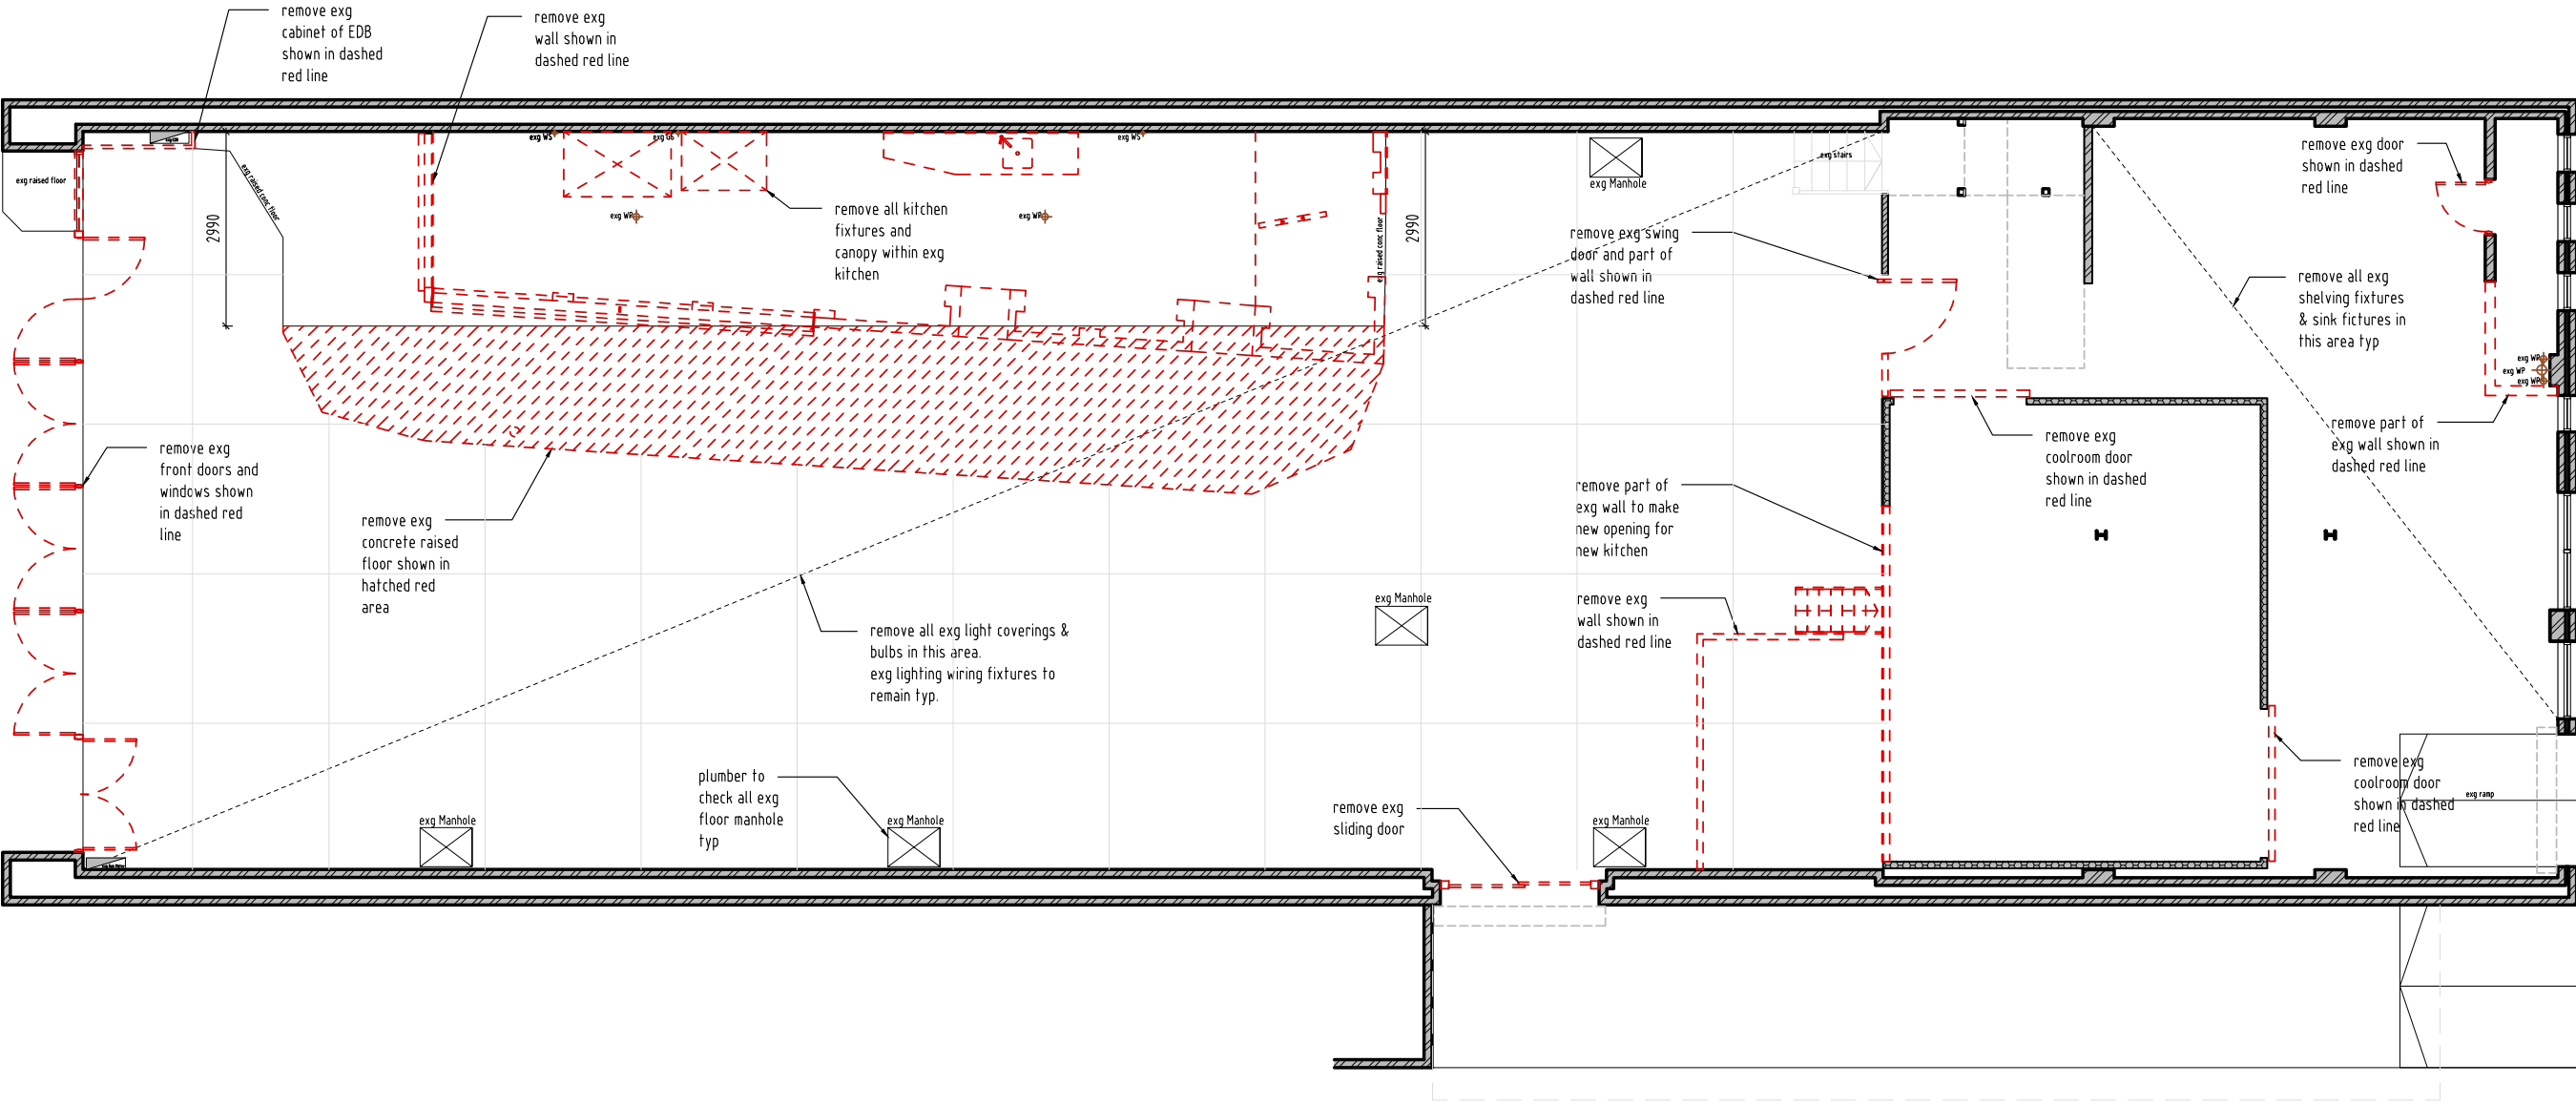 remove exg
cabinet of EDB
shown in dashed
red line
remove exg
wall shown in
dashed red line
exg raised floor
exg raised conc floor
2990
exg WS
exg GS
exg WS
exg WP
exg WP
remove all kitchen
fixtures and
canopy within exg
kitchen
exg raised conc floor
2990
exg Manhole
exg stairs
remove exg swing
door and part of
wall shown in
dashed red line
remove exg door
shown in dashed
red line
remove all exg
shelving fixtures
& sink fictures in
this area typ
exg WP
exg WP
exg WP
remove part of
exg wall shown in
dashed red line
remove exg
coolroom door
shown in dashed
red line
remove exg
front doors and
windows shown
in dashed red
line
remove exg
concrete raised
floor shown in
hatched red
area
remove part of
exg wall to make
new opening for
new kitchen
remove exg
wall shown in
dashed red line
exg Manhole
remove all exg light coverings &
bulbs in this area.
exg lighting wiring fixtures to
remain typ.
plumber to
check all exg
floor manhole
typ
exg Manhole
exg Manhole
remove exg
sliding door
exg Manhole
remove exg
coolroom door
shown in dashed
red line
exg ramp